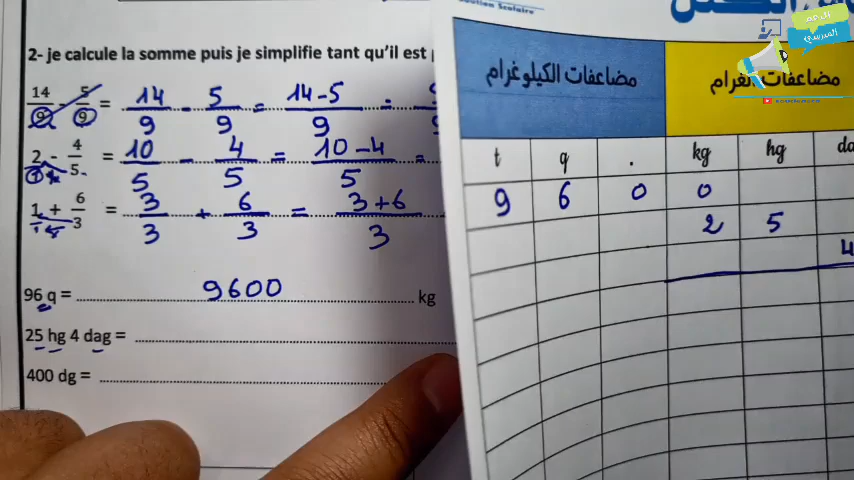 2- je calcule la somme puis je simplifie tant qu'il est
14/9 - 5/9 = 14/9 - 5/9 = 14-5/9 =
2 - 4/5 = 10/5 - 4/5 = 10-4/5 =
1 + 6/3 = 3/3 + 6/3 = 3+6/3
96 q = 9600 kg
25 hg 4 dag =
400 dg =
مضاعفات الكيلوغرام مضاعفات الغرام
t q . kg hg da
9 6 0 0
2 5
4
الدعم
المدرسي